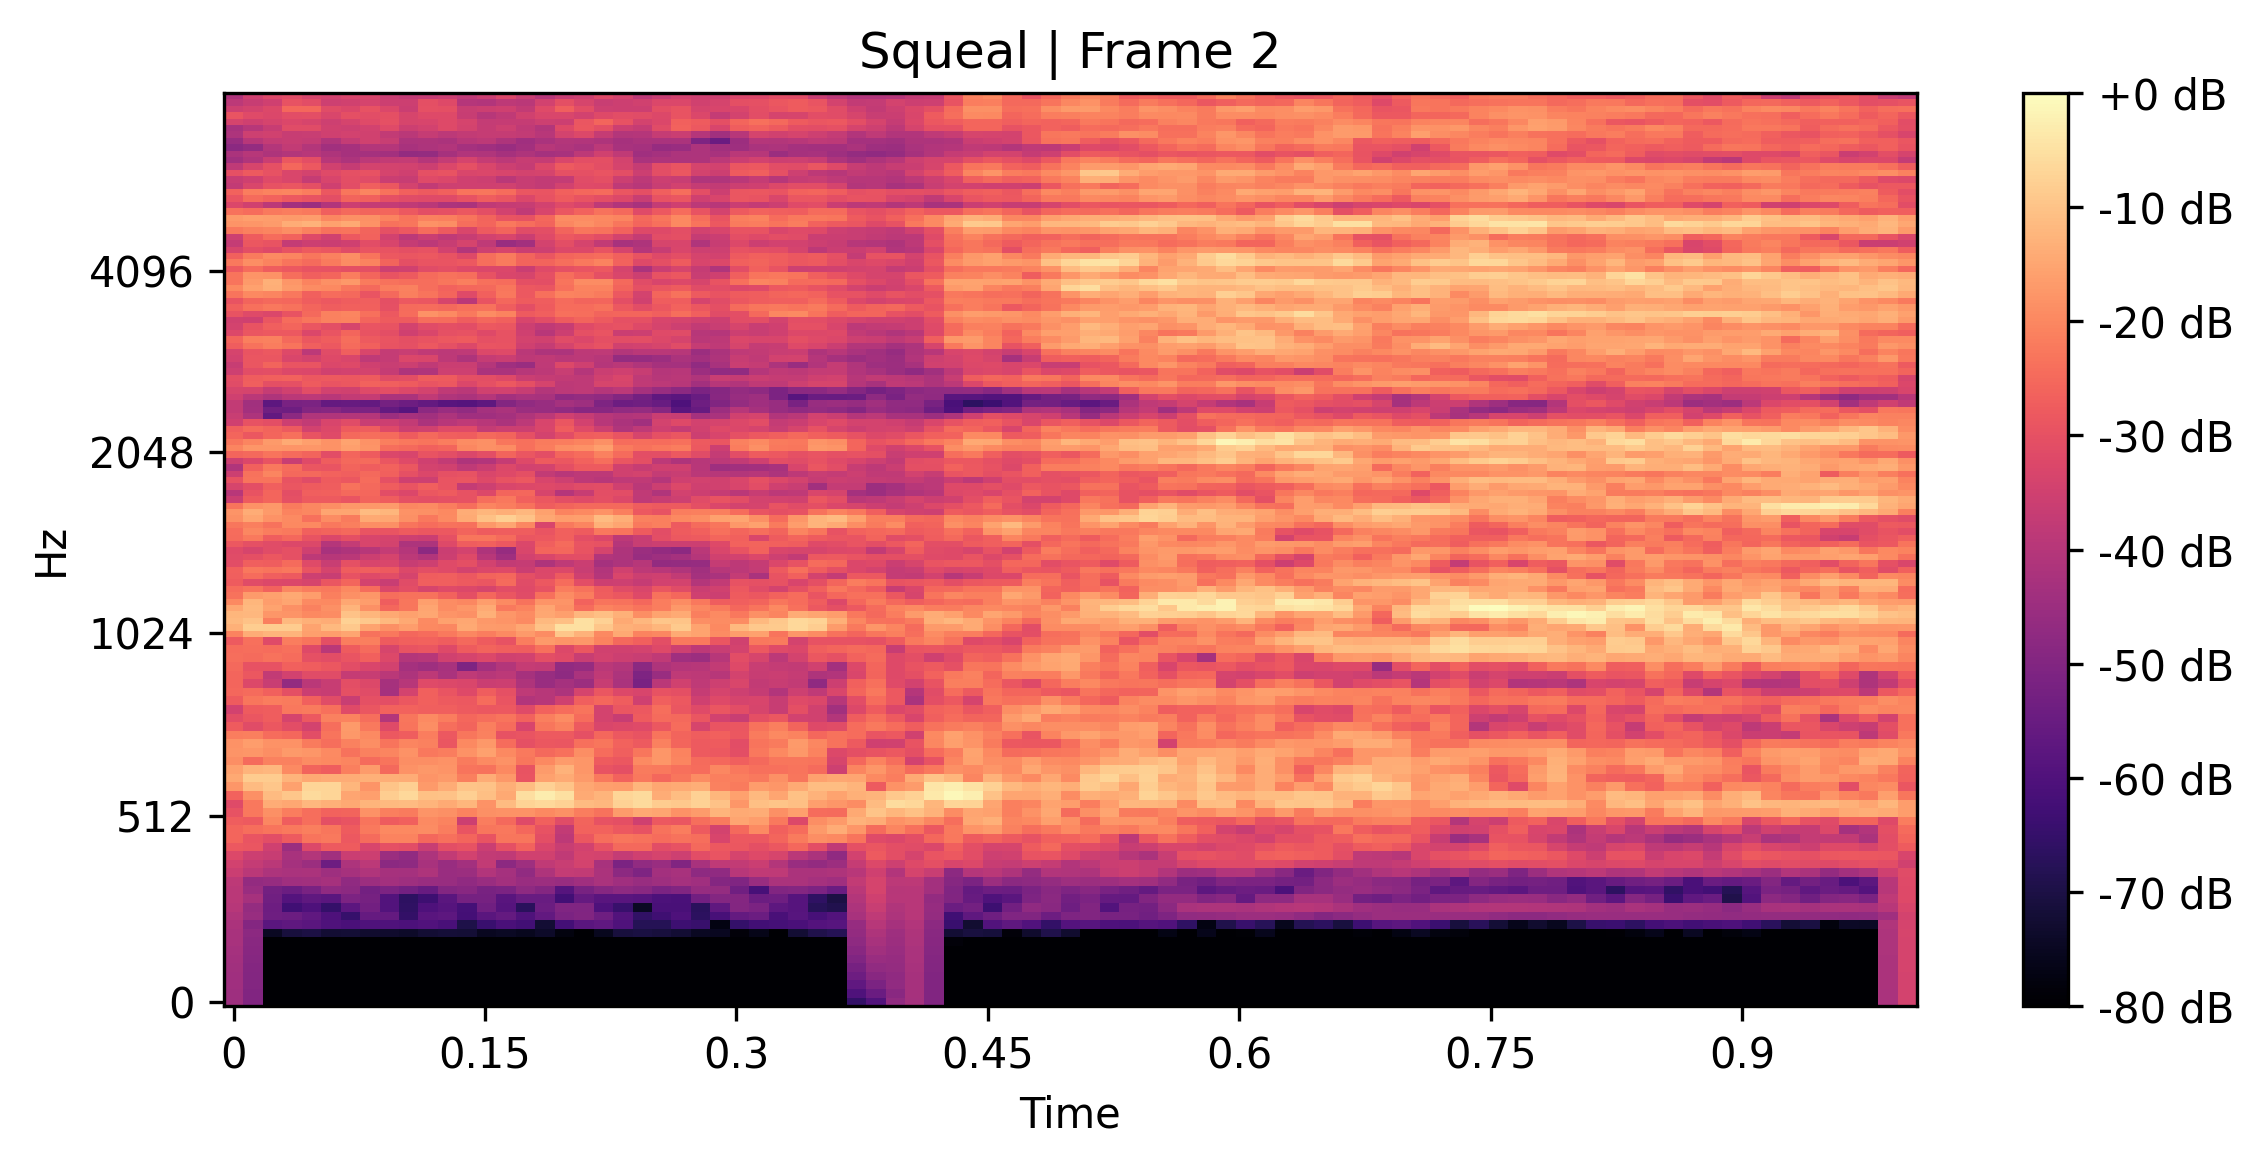 Squeal | Frame 2
Hz
4096
2048
1024
512
0
0 0.15 0.3 0.45 0.6 0.75 0.9
Time
+0 dB
-10 dB
-20 dB
-30 dB
-40 dB
-50 dB
-60 dB
-70 dB
-80 dB